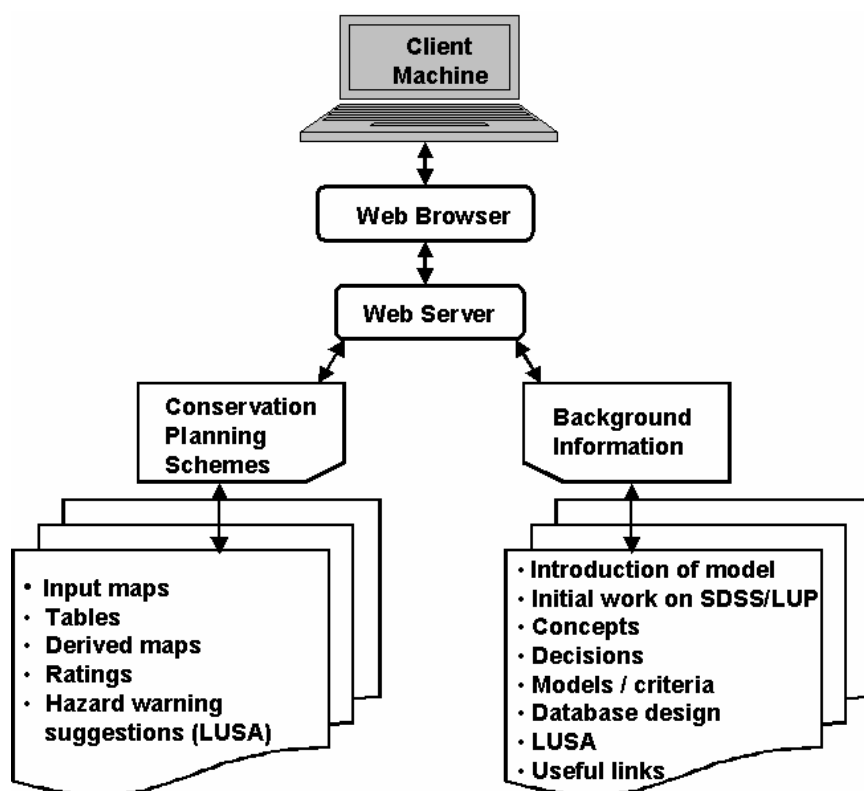 Client
Machine
Web Browser
Web Server
Conservation
Planning
Schemes
Background
Information
• Input maps
• Tables
• Derived maps
• Ratings
• Hazard warning
suggestions (LUSA)
· Introduction of model
· Initial work on SDSS/LUP
· Concepts
· Decisions
· Models / criteria
· Database design
· LUSA
· Useful links